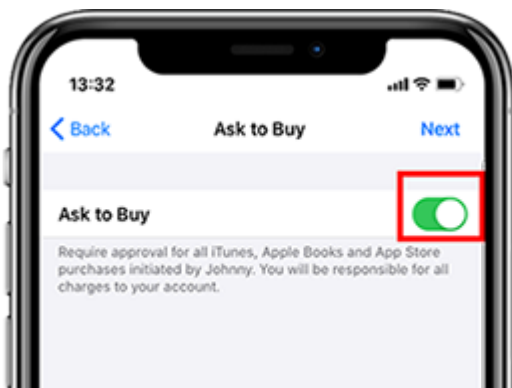 13:32
Back Ask to Buy Next
Ask to Buy
Require approval for all iTunes, Apple Books and App Store
purchases initiated by Johnny. You will be responsible for all
charges to your account.